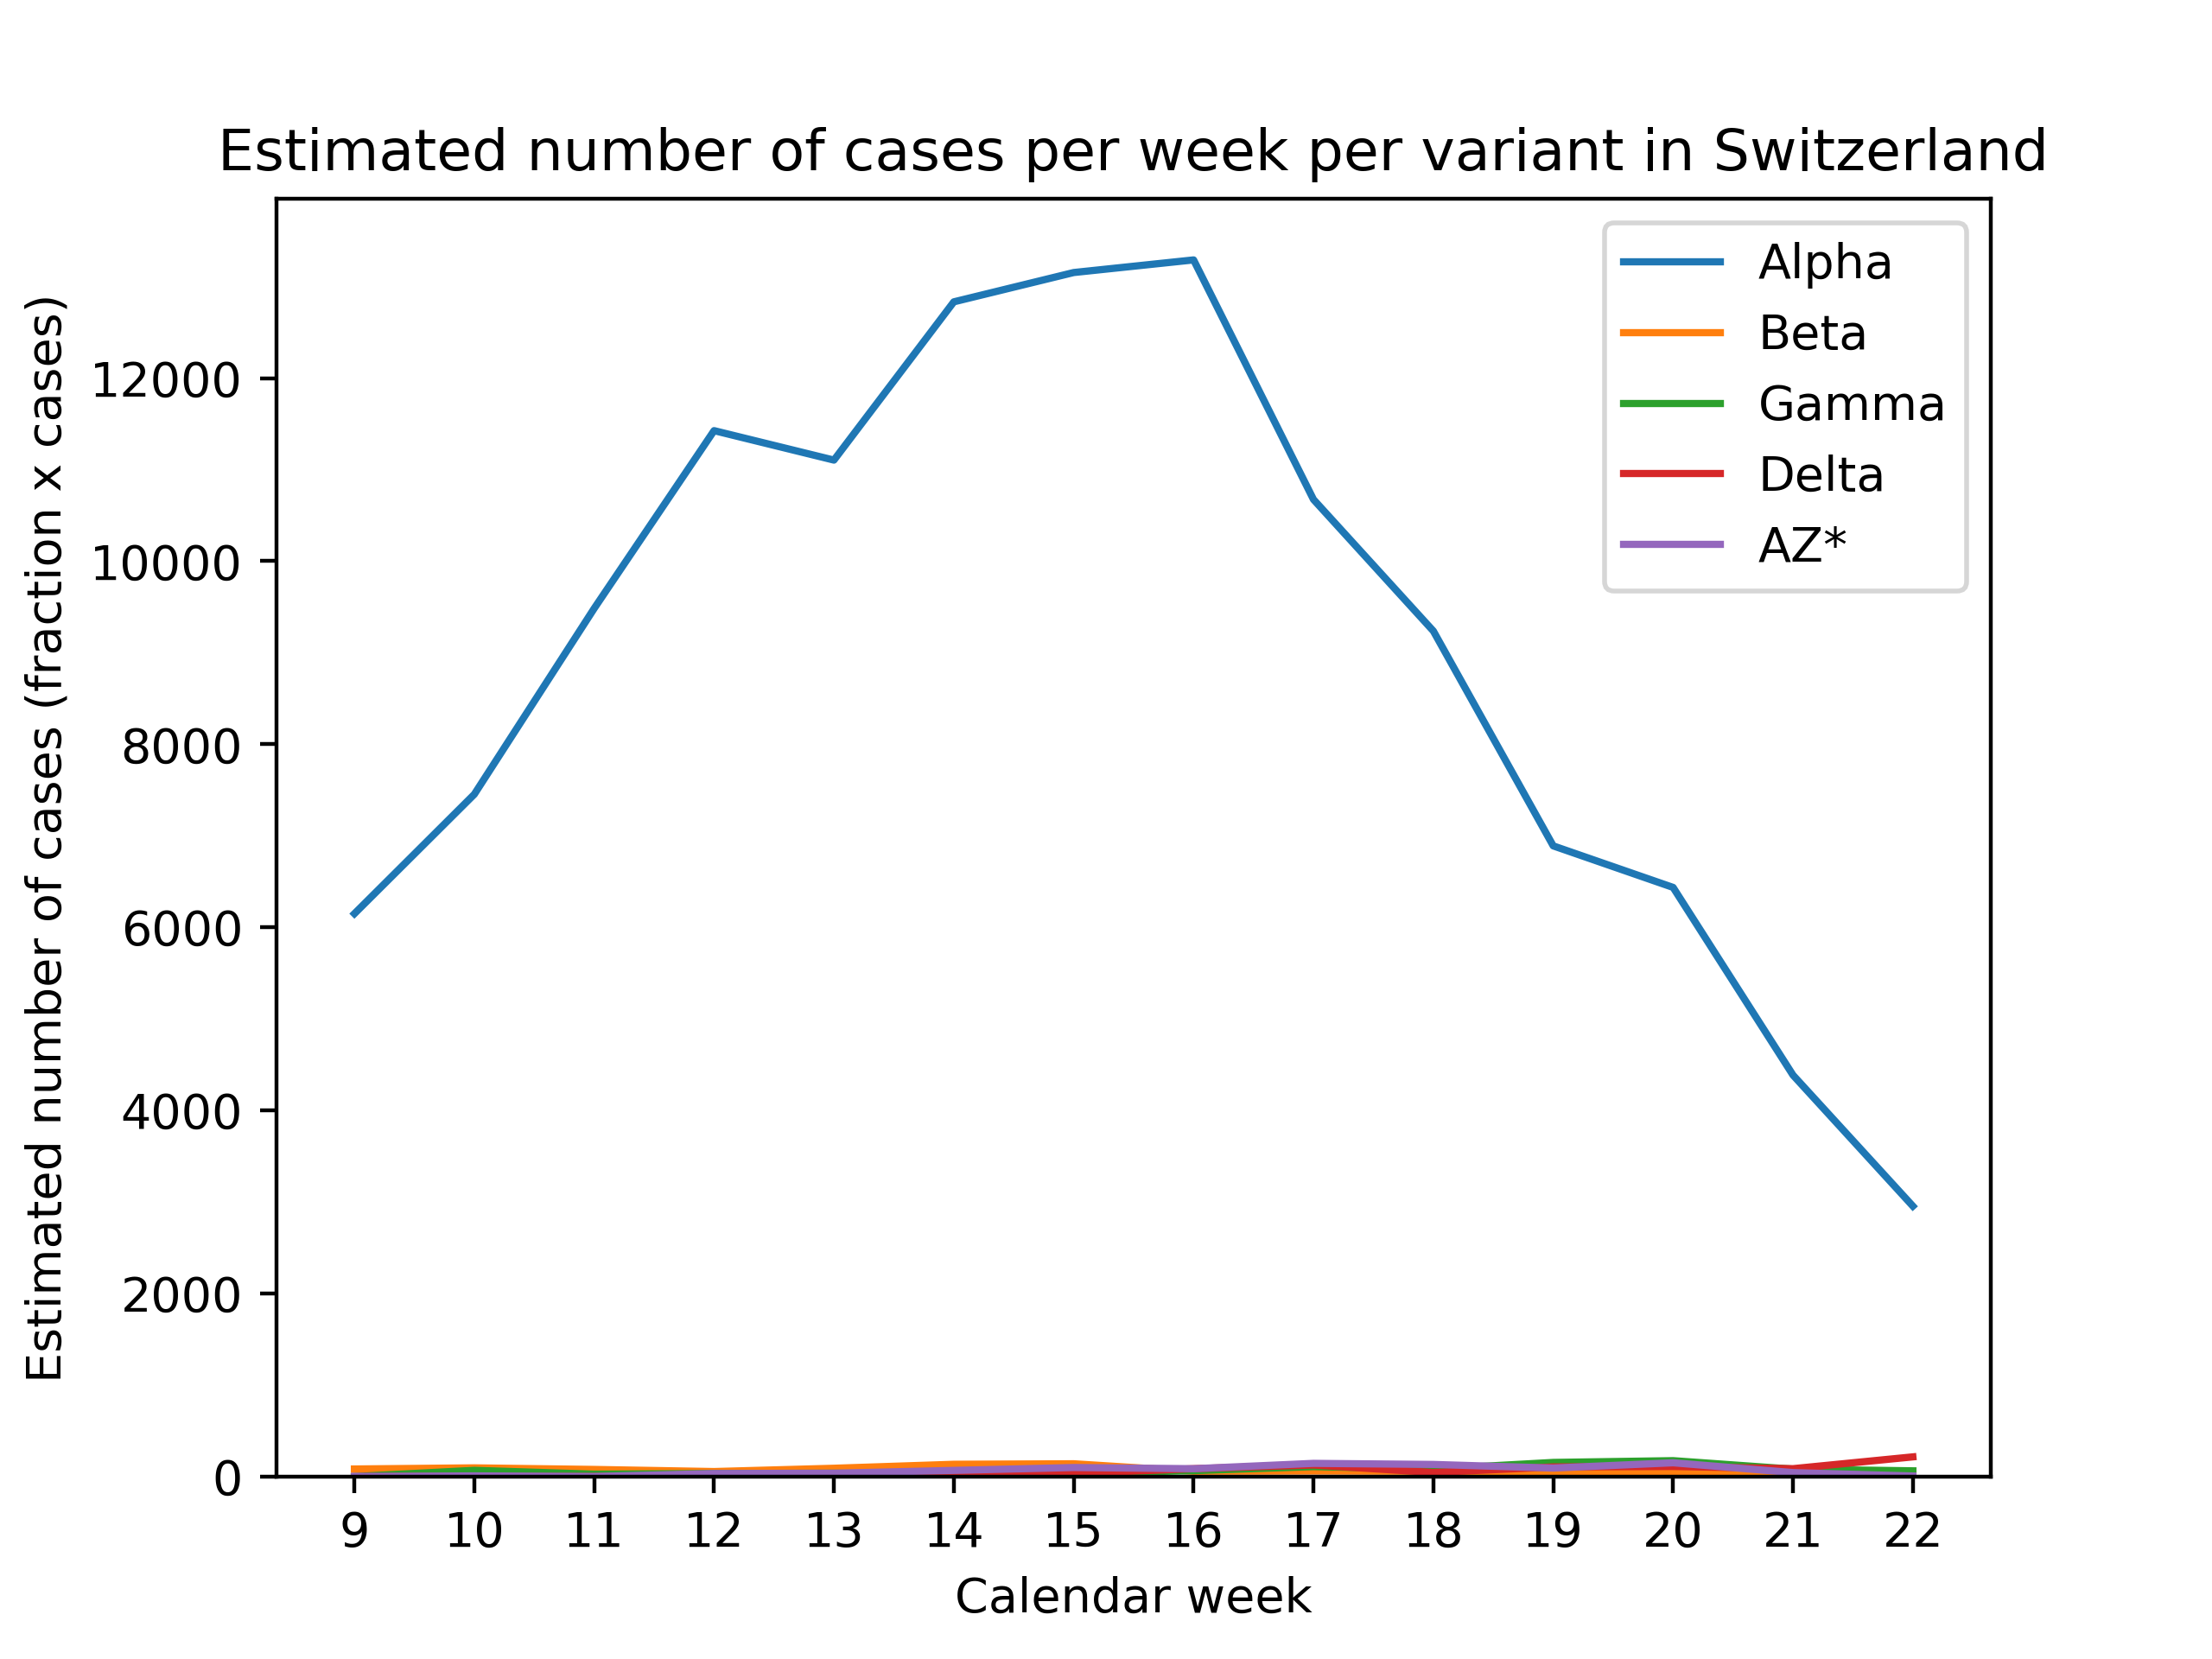 Estimated number of cases per week per variant in Switzerland
Estimated number of cases (fraction x cases)
12000
10000
8000
6000
4000
2000
0
Alpha
Beta
Gamma
Delta
AZ*
9 10 11 12 13 14 15 16 17 18 19 20 21 22
Calendar week